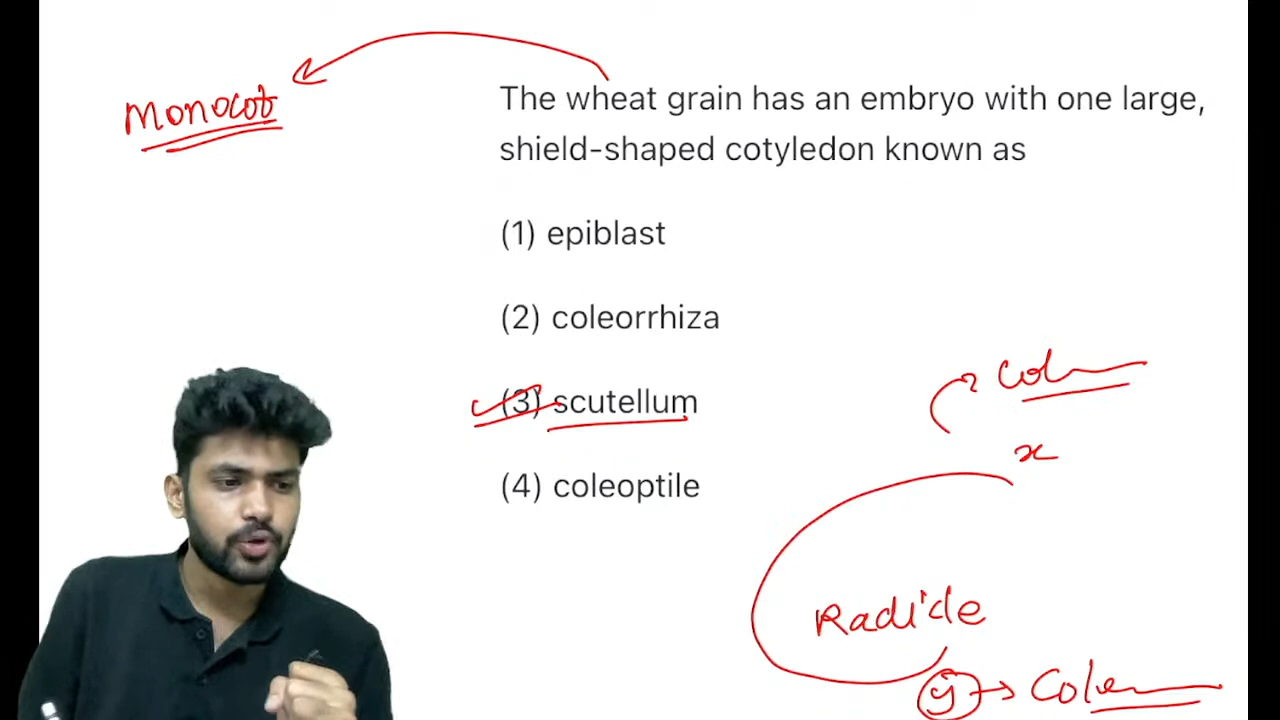 Monocot
The wheat grain has an embryo with one large,
shield-shaped cotyledon known as
(1) epiblast
(2) coleorrhiza
(3) scutellum
(4) coleoptile
x
Radicle
y